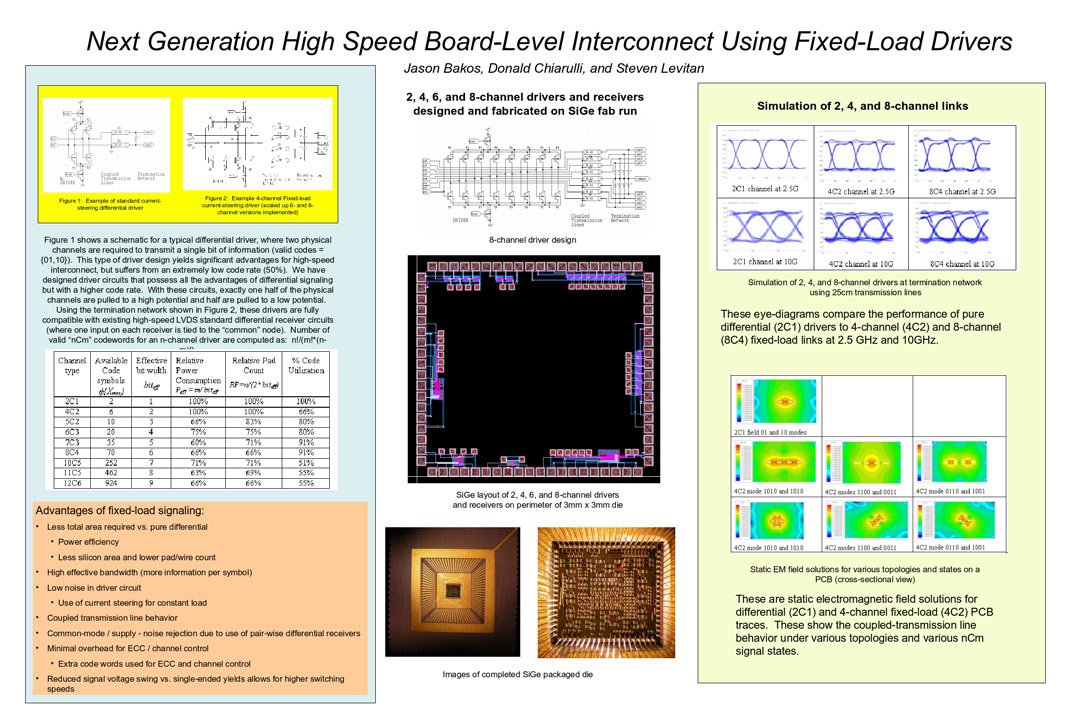 Next Generation High Speed Board-Level Interconnect Using Fixed-Load Drivers
Jason Bakos, Donald Chiarulli, and Steven Levitan
DRIVER
Coupled
Transmission
Lines
Termination
Network
Figure 1: Example of standard current-
steering differential driver
Figure 2: Example 4-channel Fixed-load
current-steering driver (scaled up 6- and 8-
channel versions implemented)
Figure 1 shows a schematic for a typical differential driver, where two physical
channels are required to transmit a single bit of information (valid codes =
{01,10}). This type of driver design yields significant advantages for high-speed
interconnect, but suffers from an extremely low code rate (50%). We have
designed driver circuits that possess all the advantages of differential signaling
but with a higher code rate. With these circuits, exactly one half of the physical
channels are pulled to a high potential and half are pulled to a low potential.
Using the termination network shown in Figure 2, these drivers are fully
compatible with existing high-speed LVDS standard differential receiver circuits
(where one input on each receiver is tied to the “common” node). Number of
valid “nCm” codewords for an n-channel driver are computed as: n!/(m!*(n-
Channel type Available Code symbols Effective bit width Relative Power Consumption Relative Pad Count % Code Utilization
bit_eff P_eff = m/bit_eff RP=n/(2*bit_eff)
2C1 2 1 100% 100% 100%
4C2 6 2 100% 100% 66%
5C2 10 3 66% 83% 80%
6C3 20 4 75% 75% 80%
7C3 35 5 60% 71% 91%
8C4 70 6 66% 66% 91%
10C5 252 7 71% 71% 51%
11C5 462 8 63% 69% 55%
12C6 924 9 66% 66% 55%
Advantages of fixed-load signaling:
• Less total area required vs. pure differential
• Power efficiency
• Less silicon area and lower pad/wire count
• High effective bandwidth (more information per symbol)
• Low noise in driver circuit
• Use of current steering for constant load
• Coupled transmission line behavior
• Common-mode / supply - noise rejection due to use of pair-wise differential receivers
• Minimal overhead for ECC / channel control
• Extra code words used for ECC and channel control
• Reduced signal voltage swing vs. single-ended yields allows for higher switching
speeds
2, 4, 6, and 8-channel drivers and receivers
designed and fabricated on SiGe fab run
DRIVER
Coupled
Transmission
Lines
Termination
Network
8-channel driver design
SiGe layout of 2, 4, 6, and 8-channel drivers
and receivers on perimeter of 3mm x 3mm die
Images of completed SiGe packaged die
Simulation of 2, 4, and 8-channel links
2C1 channel at 2.5G
4C2 channel at 2.5G
8C4 channel at 2.5G
2C1 channel at 10G
4C2 channel at 10G
8C4 channel at 10G
Simulation of 2, 4, and 8-channel drivers at termination network
using 25cm transmission lines
These eye-diagrams compare the performance of pure
differential (2C1) drivers to 4-channel (4C2) and 8-channel
(8C4) fixed-load links at 2.5 GHz and 10GHz.
2C1 field 01 and 10 modes
4C2 mode 1010 and 1010
4C2 modes 1100 and 0011
4C2 mode 0110 and 1001
4C2 mode 1010 and 1010
4C2 modes 1100 and 0011
4C2 mode 0110 and 1001
Static EM field solutions for various topologies and states on a
PCB (cross-sectional view)
These are static electromagnetic field solutions for
differential (2C1) and 4-channel fixed-load (4C2) PCB
traces. These show the coupled-transmission line
behavior under various topologies and various nCm
signal states.